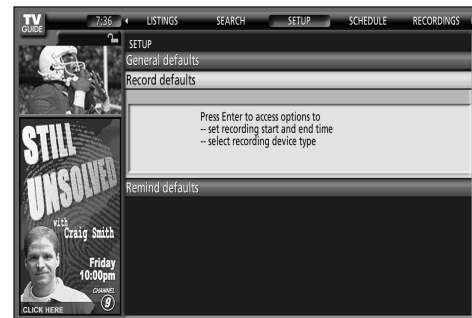 TV
GUIDE
7:36
LISTINGS
SEARCH
SETUP
SCHEDULE
RECORDINGS
SETUP
General defaults
Record defaults
Press Enter to access options to
-- set recording start and end time
-- select recording device type
Remind defaults
STILL
UNSOLVED
with
Craig Smith
Friday
10:00pm
CHANNEL
9
CLICK HERE